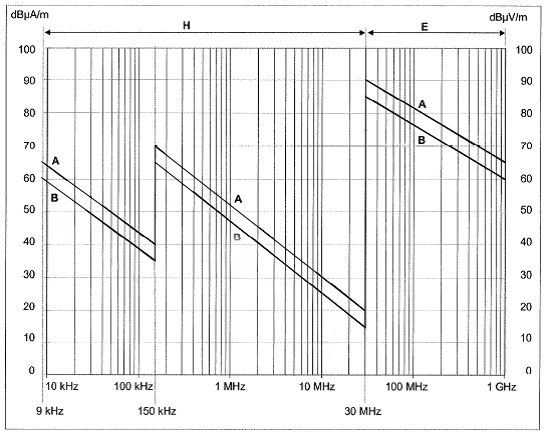 dBµA/m
dBµV/m
H
E
100
100
90
90
80
80
70
70
60
60
50
50
40
40
30
30
20
20
10
10
0
0
A
B
A
B
A
B
10 kHz
100 kHz
1 MHz
10 MHz
100 MHz
1 GHz
9 kHz
150 kHz
30 MHz